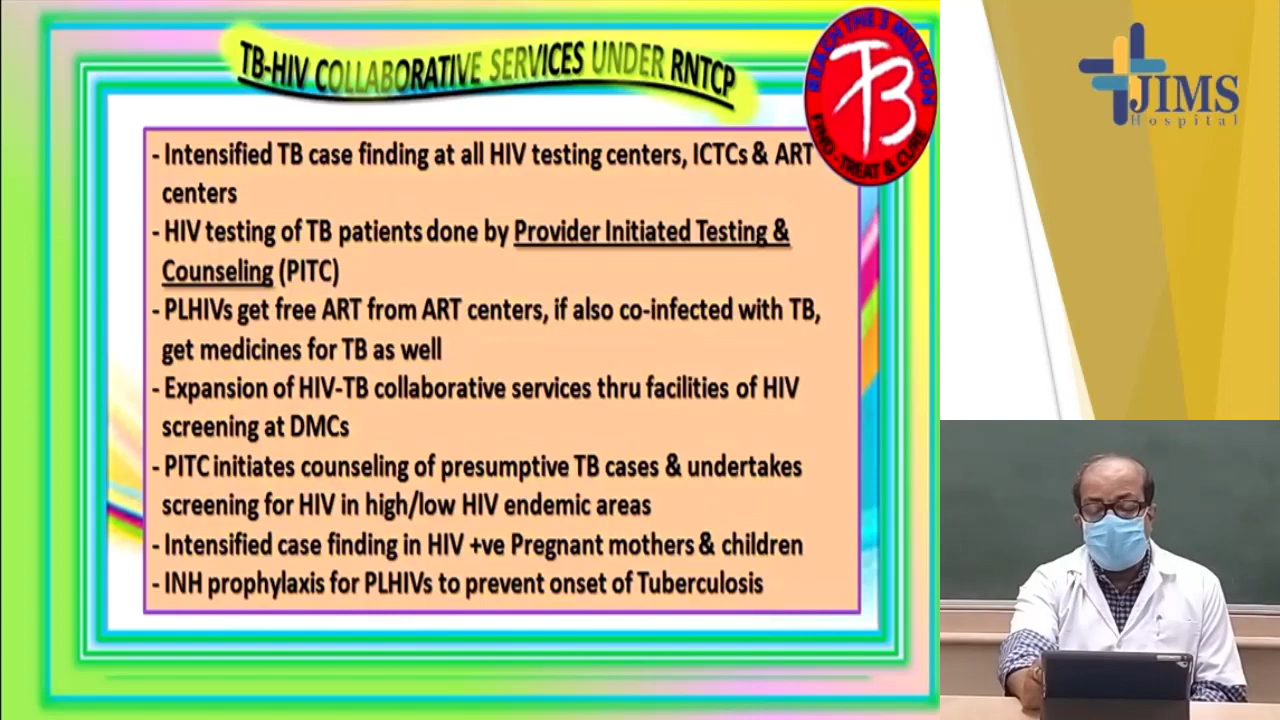 TB-HIV COLLABORATIVE SERVICES UNDER RNTCP
REACH THE 3 MILLION
TB
FIND - TREAT & CURE
JIMS
Hospital
- Intensified TB case finding at all HIV testing centers, ICTCs & ART
centers
- HIV testing of TB patients done by Provider Initiated Testing &
Counseling (PITC)
- PLHIVs get free ART from ART centers, if also co-infected with TB,
get medicines for TB as well
- Expansion of HIV-TB collaborative services thru facilities of HIV
screening at DMCs
- PITC initiates counseling of presumptive TB cases & undertakes
screening for HIV in high/low HIV endemic areas
- Intensified case finding in HIV +ve Pregnant mothers & children
- INH prophylaxis for PLHIVs to prevent onset of Tuberculosis